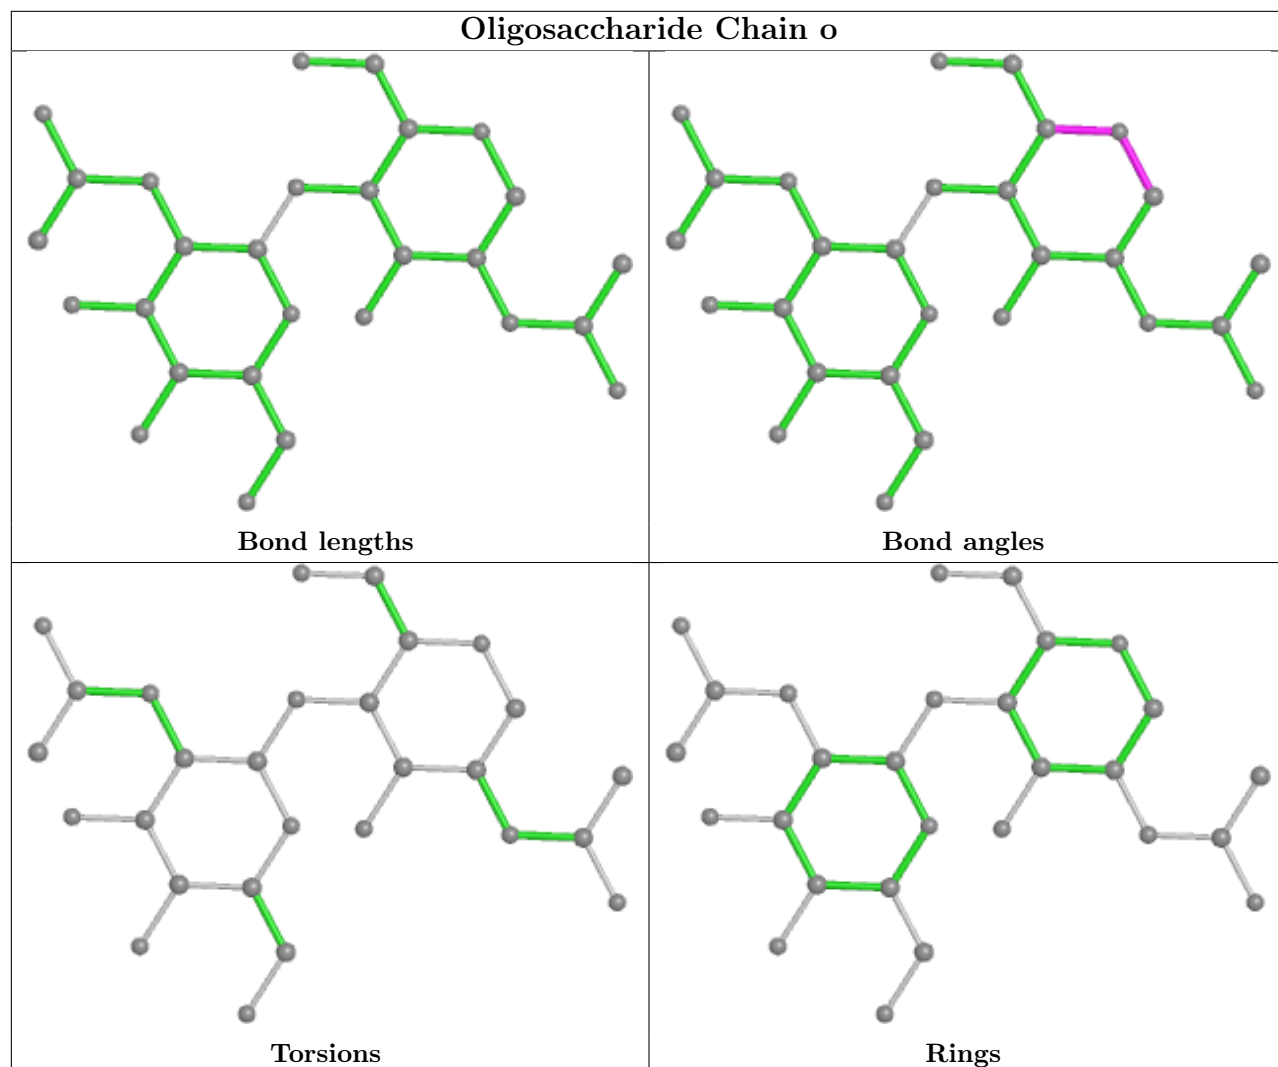 Oligosaccharide Chain o
Bond lengths
Bond angles
Torsions
Rings